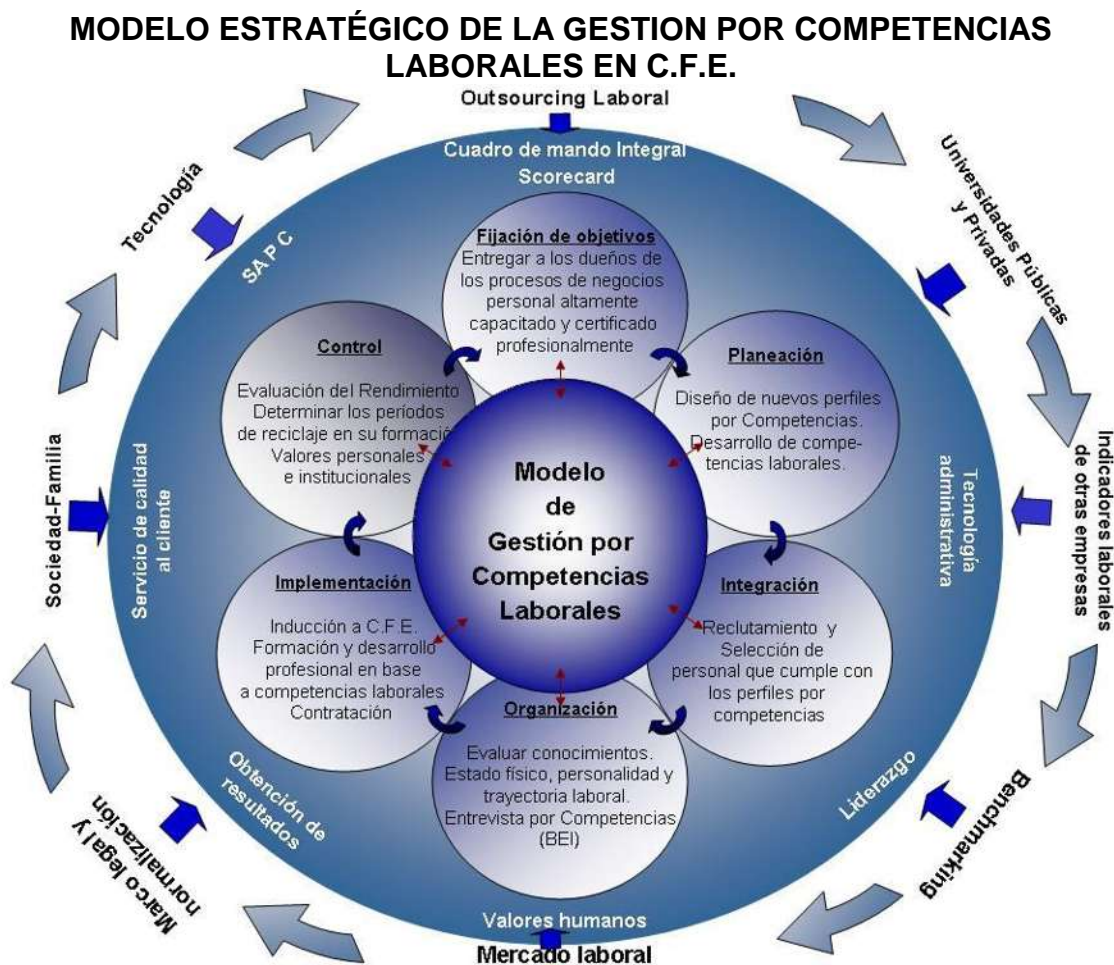 MODELO ESTRATÉGICO DE LA GESTION POR COMPETENCIAS
LABORALES EN C.F.E.
Outsourcing Laboral
Cuadro de mando Integral
Scorecard
Tecnología
SAPC
Universidades Públicas
y Privadas
Fijación de objetivos
Entregar a los dueños de
los procesos de negocios
personal altamente
capacitado y certificado
profesionalmente
Control
Evaluación del Rendimiento
Determinar los períodos
de reciclaje en su formació
Valores personales
e institucionales
Planeación
Diseño de nuevos perfiles
por Competencias.
Desarrollo de compe-
tencias laborales.
Modelo
de
Gestión por
Competencias
Laborales
Sociedad-Familia
Servicio de calidad
al cliente
Tecnología
administrativa
Indicadores laborales
de otras empresas
Implementación
Inducción a C.F.E.
Formación y desarrollo
profesional en base
a competencias laborales
Contratación
Integración
Reclutamiento y
Selección de
personal que cumple con
los perfiles por
competencias
Organización
Evaluar conocimientos.
Estado físico, personalidad y
trayectoria laboral.
Entrevista por Competencias
(BEI)
Obtención de
resultados
Liderazgo
Marco legal y
normalización
Benchmarking
Valores humanos
Mercado laboral